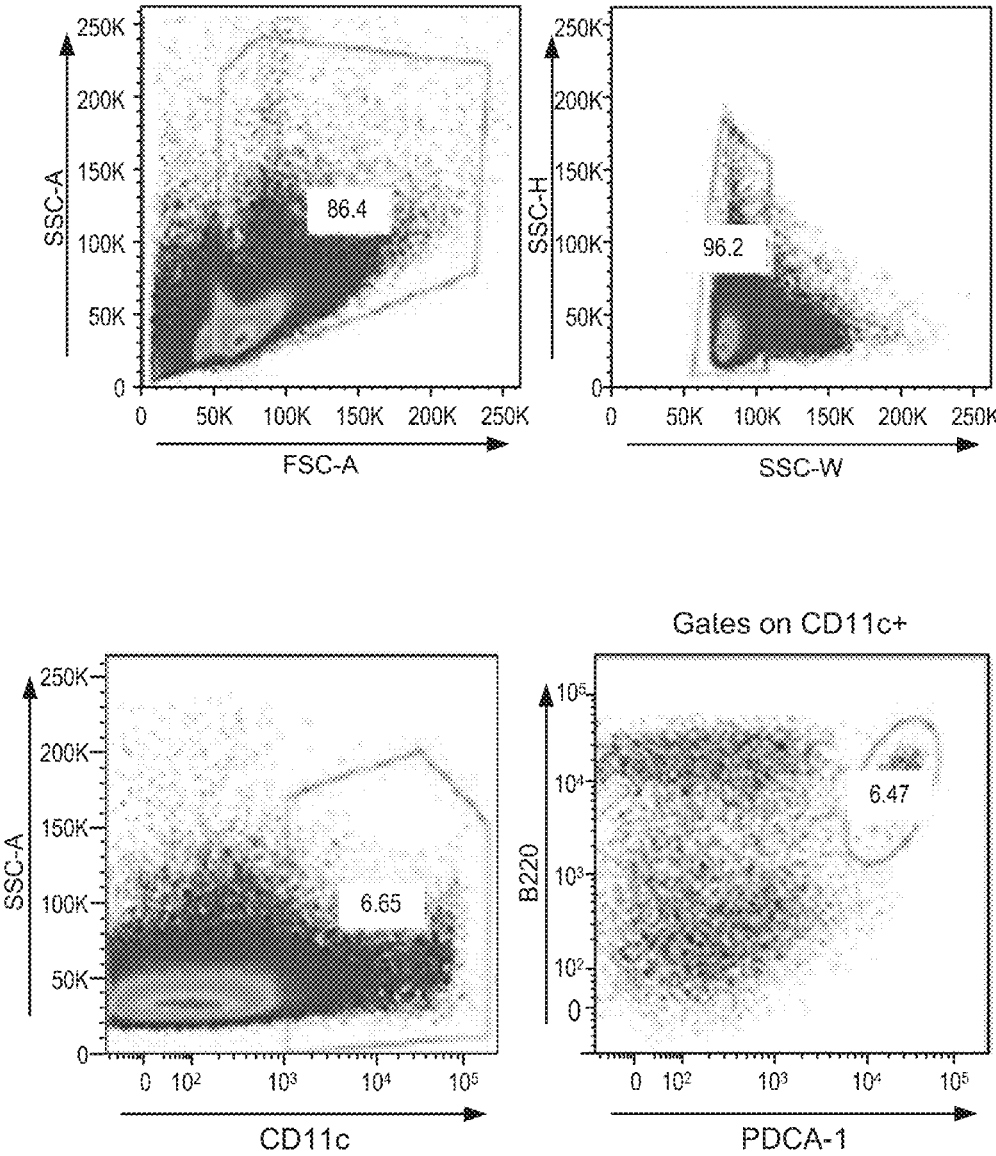 250K
200K
150K
100K
50K
0
SSC-A
86.4
0 50K 100K 150K 200K 250K
FSC-A
250K
200K
150K
100K
50K
0
SSC-H
96.2
0 50K 100K 150K 200K 250K
SSC-W
250K
200K
150K
100K
50K
0
SSC-A
6.65
0 10² 10³ 10⁴ 10⁵
CD11c
Gates on CD11c+
10⁵
10⁴
10³
10²
0
B220
6.47
0 10² 10³ 10⁴ 10⁵
PDCA-1